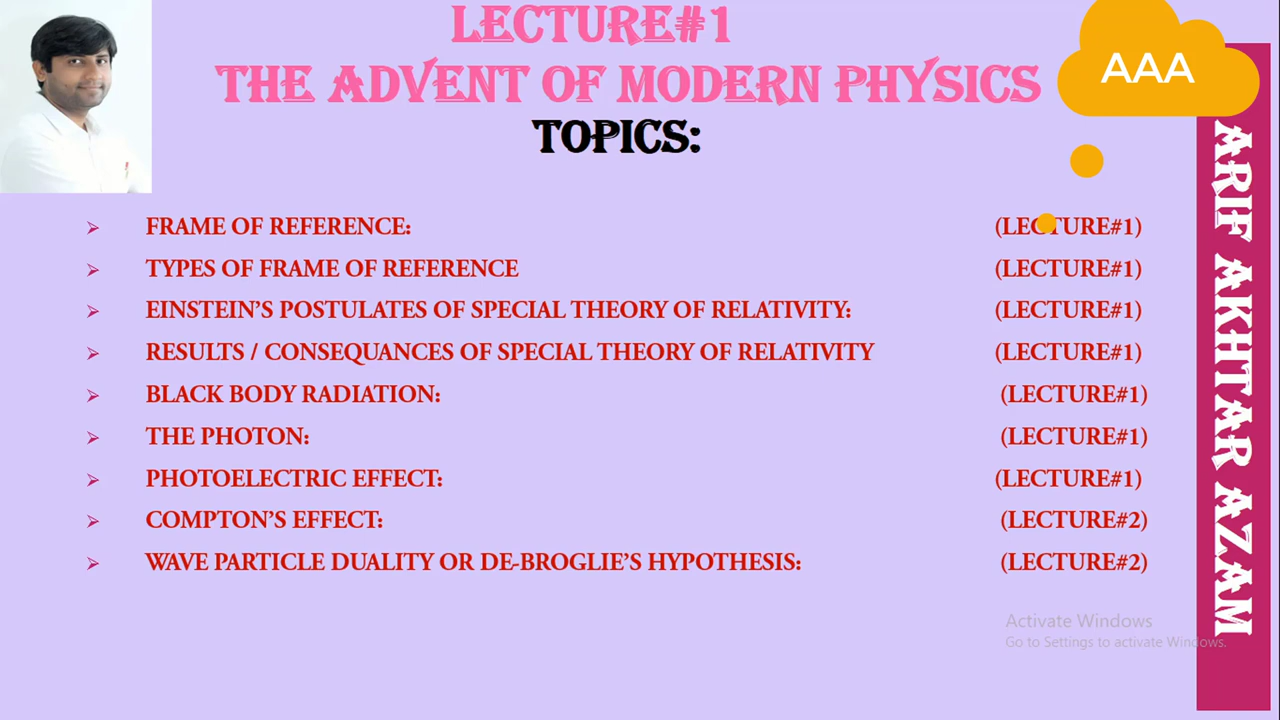 LECTURE#1
THE ADVENT OF MODERN PHYSICS
TOPICS:
AAA
➢ FRAME OF REFERENCE: (LECTURE#1)
➢ TYPES OF FRAME OF REFERENCE (LECTURE#1)
➢ EINSTEIN’S POSTULATES OF SPECIAL THEORY OF RELATIVITY: (LECTURE#1)
➢ RESULTS / CONSEQUANCES OF SPECIAL THEORY OF RELATIVITY (LECTURE#1)
➢ BLACK BODY RADIATION: (LECTURE#1)
➢ THE PHOTON: (LECTURE#1)
➢ PHOTOELECTRIC EFFECT: (LECTURE#1)
➢ COMPTON’S EFFECT: (LECTURE#2)
➢ WAVE PARTICLE DUALITY OR DE-BROGLIE’S HYPOTHESIS: (LECTURE#2)
ARIF AKHTAR AZAM
Activate Windows
Go to Settings to activate Windows.